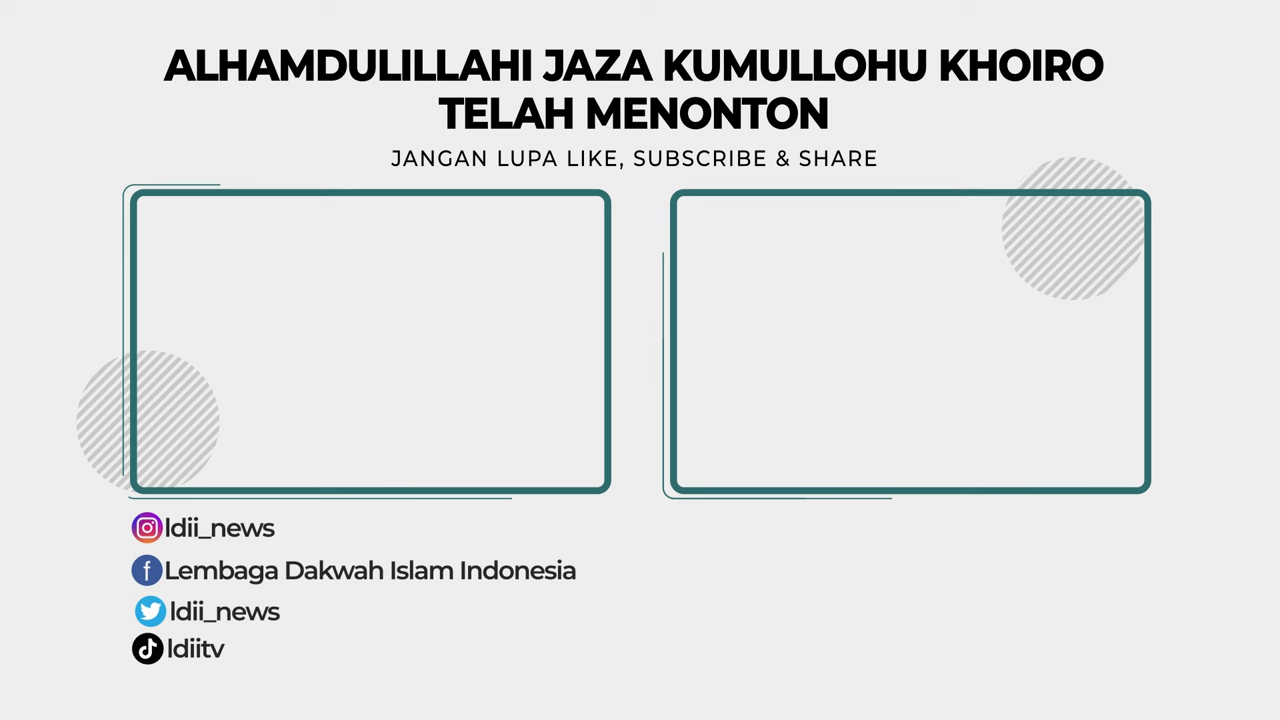 ALHAMDULILLAHI JAZA KUMULLOHU KHOIRO
TELAH MENONTON
JANGAN LUPA LIKE, SUBSCRIBE & SHARE
ldii_news
Lembaga Dakwah Islam Indonesia
ldii_news
ldiitv